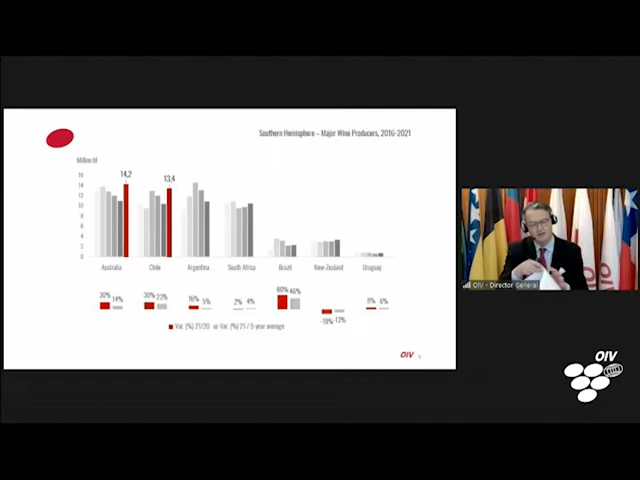 Southern Hemisphere – Major Wine Producers, 2016-2021
Million hl
16
14
12
10
8
6
4
2
0
14,2
13,4
Australia Chile Argentina South Africa Brazil New-Zealand Uruguay
30% 14% 30% 23% 16% 5% 2% 4% 60% 46% -19% -13% 8% 6%
Var. (%) 21/20 Var. (%) 21 / 5-year average
OIV
OIV - Director General
OIV